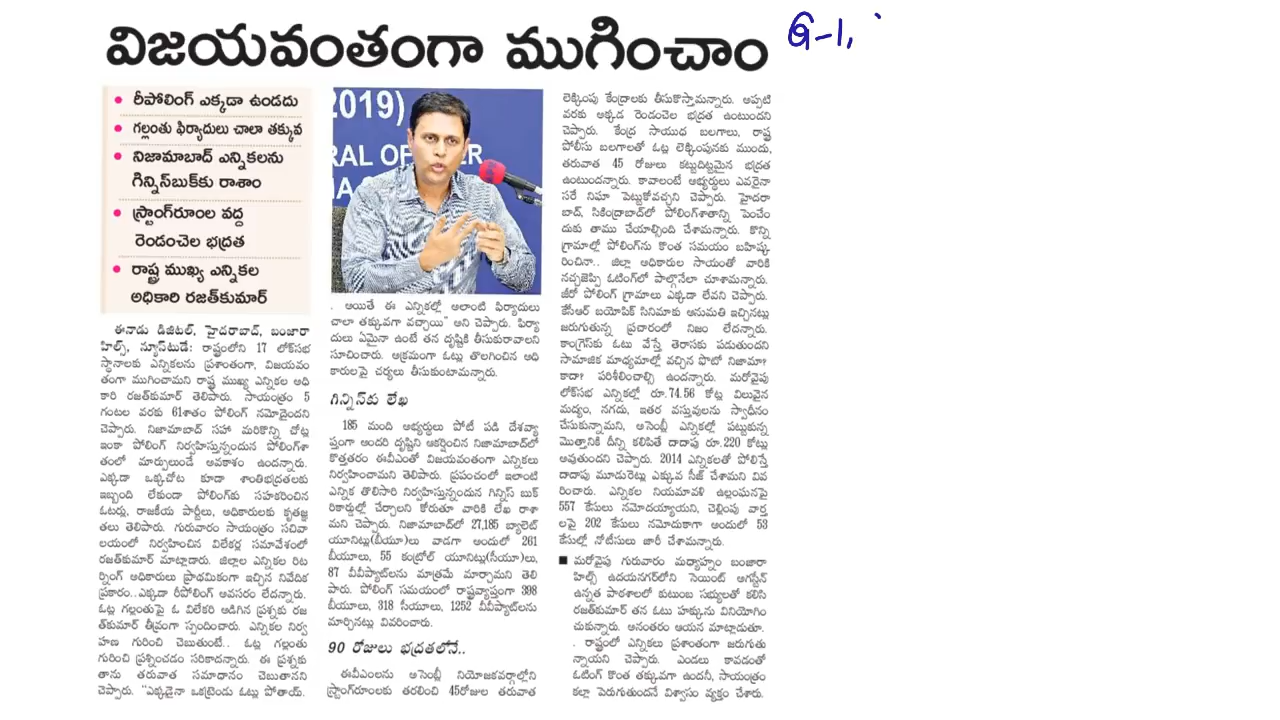 విజయవంతంగా ముగించాం
G-1,
• రీపోలింగ్ ఎక్కడా ఉండదు
• గల్లంతు ఫిర్యాదులు చాలా తక్కువ
• నిజామాబాద్ ఎన్నికలను
గిన్నిస్‌బుక్‌కు రాశాం
• స్ట్రాంగ్‌రూంల వద్ద
రెండంచెల భద్రత
• రాష్ట్ర ముఖ్య ఎన్నికల
అధికారి రజత్‌కుమార్
ఈనాడు డిజిటల్, హైదరాబాద్, బంజారా
హిల్స్, న్యూస్‌టుడే: రాష్ట్రంలోని 17 లోక్‌సభ
స్థానాలకు ఎన్నికలను ప్రశాంతంగా, విజయవం
తంగా ముగించామని రాష్ట్ర ముఖ్య ఎన్నికల అధి
కారి రజత్‌కుమార్ తెలిపారు. సాయంత్రం 5
గంటల వరకు 61శాతం పోలింగ్ నమోదైందని
చెప్పారు. నిజామాబాద్ సహా మరికొన్ని చోట్ల
ఇంకా పోలింగ్ నిర్వహిస్తున్నందున పోలింగ్‌శా
తంలో మార్పులుండే అవకాశం ఉందన్నారు.
ఎక్కడా ఒక్కచోట కూడా శాంతిభద్రతలకు
ఇబ్బంది లేకుండా పోలింగ్‌కు సహకరించిన
ఓటర్లు, రాజకీయ పార్టీలు, అధికారులకు కృతజ్ఞ
తలు తెలిపారు. గురువారం సాయంత్రం సచివా
లయంలో నిర్వహించిన విలేకర్ల సమావేశంలో
రజత్‌కుమార్ మాట్లాడారు. జిల్లాల ఎన్నికల రిట
ర్నింగ్ అధికారులు ప్రాథమికంగా ఇచ్చిన నివేదిక
ప్రకారం..ఎక్కడా రీపోలింగ్ అవసరం లేదన్నారు.
ఓట్ల గల్లంతుపై ఓ విలేకరి అడిగిన ప్రశ్నకు రజ
త్‌కుమార్ తీవ్రంగా స్పందించారు. ఎన్నికల నిర్వ
హణ గురించి చెబుతుంటే.. ఓట్ల గల్లంతు
గురించి ప్రశ్నించడం సరికాదన్నారు. ఈ ప్రశ్నకు
తాను తరువాత సమాధానం చెబుతానని
చెప్పారు. "ఎక్కడైనా ఒకట్రెండు ఓట్లు పోతాయ్.
2019)
RAL OFFICER
. అయితే ఈ ఎన్నికల్లో అలాంటి ఫిర్యాదులు
చాలా తక్కువగా వచ్చాయి" అని చెప్పారు. ఫిర్యా
దులు ఏమైనా ఉంటే తన దృష్టికి తీసుకురావాలని
సూచించారు. అక్రమంగా ఓట్లు తొలగించిన అధి
కారులపై చర్యలు తీసుకుంటామన్నారు.
గిన్నిస్‌కు లేఖ
185 మంది అభ్యర్థులు పోటీ పడి దేశవ్యా
ప్తంగా అందరి దృష్టిని ఆకర్షించిన నిజామాబాద్‌లో
కొత్తతరం ఈవీఎంతో విజయవంతంగా ఎన్నికలు
నిర్వహించామని తెలిపారు. ప్రపంచంలో ఇలాంటి
ఎన్నిక తొలిసారి నిర్వహిస్తున్నందున గిన్నిస్ బుక్
రికార్డుల్లో చేర్చాలని కోరుతూ వారికి లేఖ రాశా
మని చెప్పారు. నిజామాబాద్‌లో 27,185 బ్యాలెట్
యూనిట్లు(బీయూ)లు వాడగా అందులో 261
బీయూలు, 55 కంట్రోల్ యూనిట్లు(సీయూ)లు,
87 వీవీప్యాట్‌లను మాత్రమే మార్చామని తెలి
పారు. పోలింగ్ సమయంలో రాష్ట్రవ్యాప్తంగా 398
బీయూలు, 318 సీయూలు, 1252 వీవీప్యాట్‌లను
మార్చినట్లు వివరించారు.
90 రోజులు భద్రతలోనే..
ఈవీఎంలను అసెంబ్లీ నియోజకవర్గాల్లోని
స్ట్రాంగ్‌రూంలకు తరలించి 45రోజుల తరువాత
లెక్కింపు కేంద్రాలకు తీసుకొస్తామన్నారు. అప్పటి
వరకు అక్కడ రెండంచెల భద్రత ఉంటుందని
చెప్పారు. కేంద్ర సాయుధ బలగాలు, రాష్ట్ర
పోలీసు బలగాలతో ఓట్ల లెక్కింపునకు ముందు,
తరువాత 45 రోజులు కట్టుదిట్టమైన భద్రత
ఉంటుందన్నారు. కావాలంటే అభ్యర్థులు ఎవరైనా
సరే నిఘా పెట్టుకోవచ్చని చెప్పారు. హైదరా
బాద్, సికింద్రాబాద్‌లో పోలింగ్‌శాతాన్ని పెంచేం
దుకు తాము చేయాల్సింది చేశామన్నారు. కొన్ని
గ్రామాల్లో పోలింగ్‌ను కొంత సమయం బహిష్క
రించినా.. జిల్లా అధికారుల సాయంతో వారికి
నచ్చజెప్పి ఓటింగ్‌లో పాల్గొనేలా చూశామన్నారు.
జీరో పోలింగ్ గ్రామాలు ఎక్కడా లేవని చెప్పారు.
కేసీఆర్ బయోపిక్ సినిమాకు అనుమతి ఇచ్చినట్లు
జరుగుతున్న ప్రచారంలో నిజం లేదన్నారు.
కాంగ్రెస్‌కు ఓటు వేస్తే తెరాసకు పడుతుందని
సామాజిక మాధ్యమాల్లో వచ్చిన ఫొటో నిజామా?
కాదా? పరిశీలించాల్సి ఉందన్నారు. మరోవైపు
లోక్‌సభ ఎన్నికల్లో రూ.74.56 కోట్ల విలువైన
మద్యం, నగదు, ఇతర వస్తువులను స్వాధీనం
చేసుకున్నామని, అసెంబ్లీ ఎన్నికల్లో పట్టుకున్న
మొత్తానికి దీన్ని కలిపితే దాదాపు రూ.220 కోట్లు
అవుతుందని చెప్పారు. 2014 ఎన్నికలతో పోలిస్తే
దాదాపు మూడురెట్లు ఎక్కువ సీజ్ చేశామని వివ
రించారు. ఎన్నికల నియమావళి ఉల్లంఘనపై
557 కేసులు నమోదయ్యాయని, చెల్లింపు వార్త
లపై 202 కేసులు నమోదుకాగా అందులో 53
కేసుల్లో నోటీసులు జారీ చేశామన్నారు.
■ మరోవైపు గురువారం మధ్యాహ్నం బంజారా
హిల్స్ ఉదయనగర్‌లోని సెయింట్ అగస్టీన్
ఉన్నత పాఠశాలలో కుటుంబ సభ్యులతో కలిసి
రజత్‌కుమార్ తన ఓటు హక్కును వినియోగిం
చుకున్నారు. అనంతరం ఆయన మాట్లాడుతూ.
. రాష్ట్రంలో ఎన్నికలు ప్రశాంతంగా జరుగుతు
న్నాయని చెప్పారు. ఎండలు కావడంతో
ఓటింగ్ కొంత తక్కువగా ఉందనీ, సాయంత్రం
కల్లా పెరుగుతుందనే విశ్వాసం వ్యక్తం చేశారు.